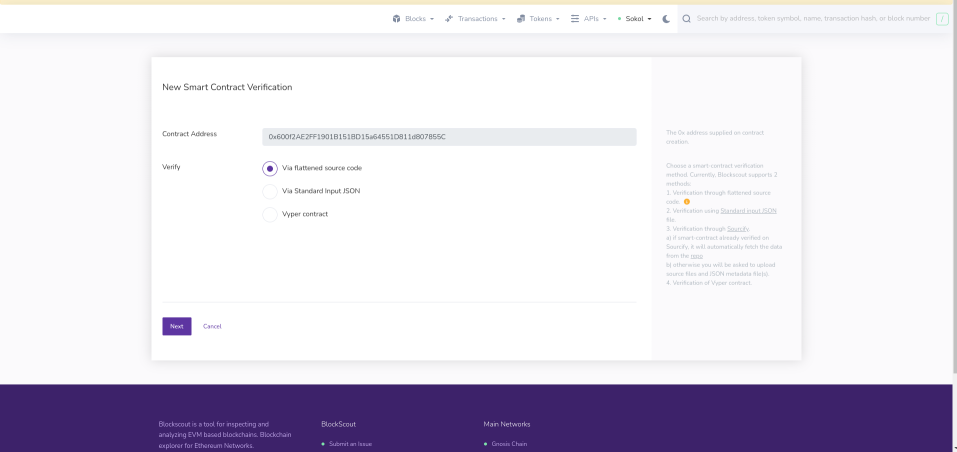 Blocks Transactions Tokens APIs Sokol Search by address, token symbol, name, transaction hash, or block number /
New Smart Contract Verification
Contract Address
0x600f2AE2FF1901B151BD15a64551D811d807855C
The 0x address supplied on contract
creation.
Verify
Via flattened source code
Via Standard Input JSON
Vyper contract
Choose a smart-contract verification
method. Currently, Blockscout supports 2
methods:
1. Verification through flattened source
code.
2. Verification using Standard input JSON
file.
3. Verification through Sourcify.
a) if smart-contract already verified on
Sourcify, it will automatically fetch the data
from the repo
b) otherwise you will be asked to upload
source files and JSON metadata file(s).
4. Verification of Vyper contract.
Next Cancel
Blockscout is a tool for inspecting and
analyzing EVM based blockchains. Blockchain
explorer for Ethereum Networks.
BlockScout
Submit an Issue
Main Networks
Gnosis Chain